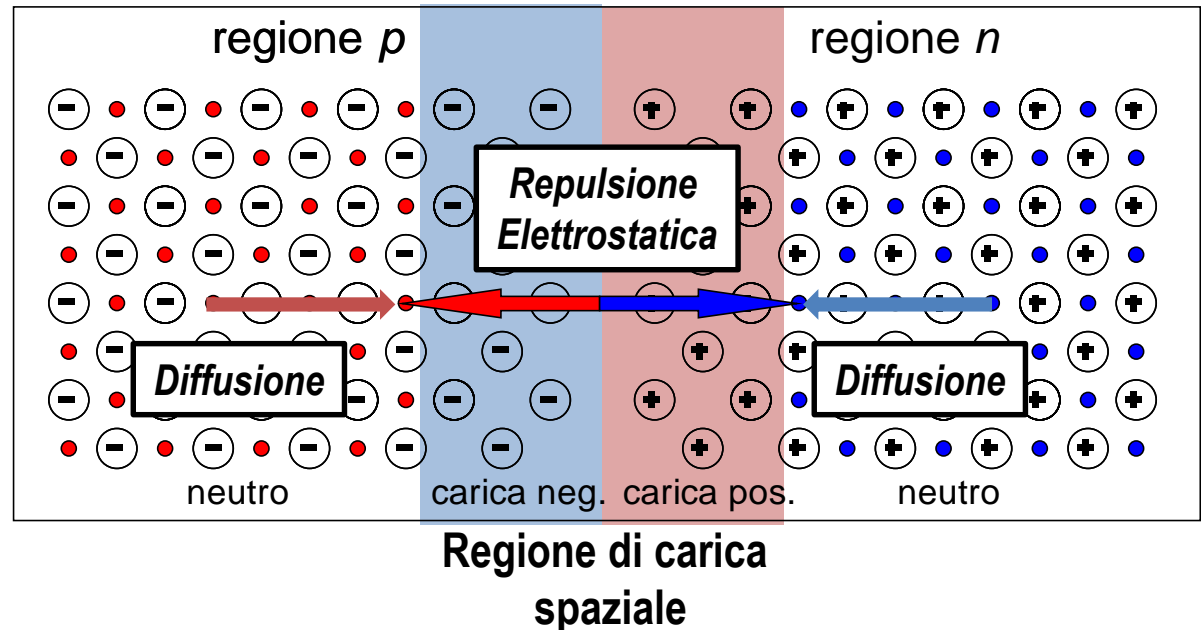 regione p
regione n
Repulsione
Elettrostatica
Diffusione
Diffusione
neutro
carica neg.
carica pos.
neutro
Regione di carica
spaziale